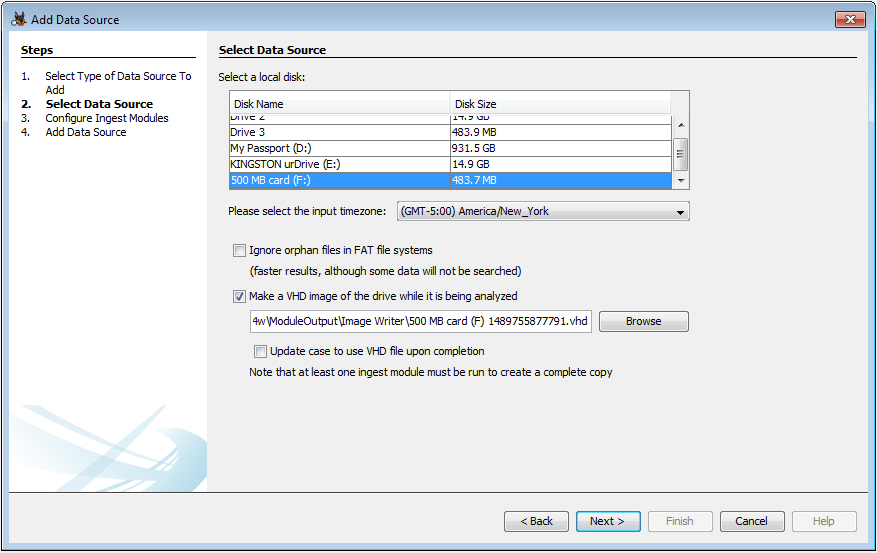 Add Data Source
Steps
1. Select Type of Data Source To
Add
2. Select Data Source
3. Configure Ingest Modules
4. Add Data Source
Select Data Source
Select a local disk:
Disk Name Disk Size
Drive 2 14.9 GB
Drive 3 483.9 MB
My Passport (D:) 931.5 GB
KINGSTON urDrive (E:) 14.9 GB
500 MB card (F:) 483.7 MB
Please select the input timezone: (GMT-5:00) America/New_York
Ignore orphan files in FAT file systems
(faster results, although some data will not be searched)
Make a VHD image of the drive while it is being analyzed
4w\ModuleOutput\Image Writer\500 MB card (F) 1489755877791.vhd Browse
Update case to use VHD file upon completion
Note that at least one ingest module must be run to create a complete copy
< Back Next > Finish Cancel Help